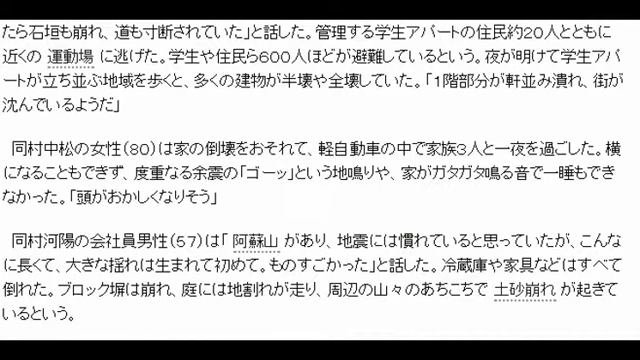 たら石垣も崩れ、道も寸断されていた」と話した。管理する学生アパートの住民約20人とともに
近くの 運動場 に逃げた。学生や住民ら600人ほどが避難しているという。夜が明けて学生アパ
ートが立ち並ぶ地域を歩くと、多くの建物が半壊や全壊していた。「1階部分が軒並み潰れ、街が
沈んでいるようだ」
同村中松の女性（80）は家の倒壊をおそれて、軽自動車の中で家族3人と一夜を過ごした。横
になることもできず、度重なる余震の「ゴーッ」という地鳴りや、家がガタガタ鳴る音で一睡もでき
なかった。「頭がおかしくなりそう」
同村河陽の会社員男性（57）は「 阿蘇山 があり、地震には慣れていると思っていたが、こんな
に長くて、大きな揺れは生まれて初めて。ものすごかった」と話した。冷蔵庫や家具などはすべて
倒れた。ブロック塀は崩れ、庭には地割れが走り、周辺の山々のあちこちで 土砂崩れ が起きて
いるという。